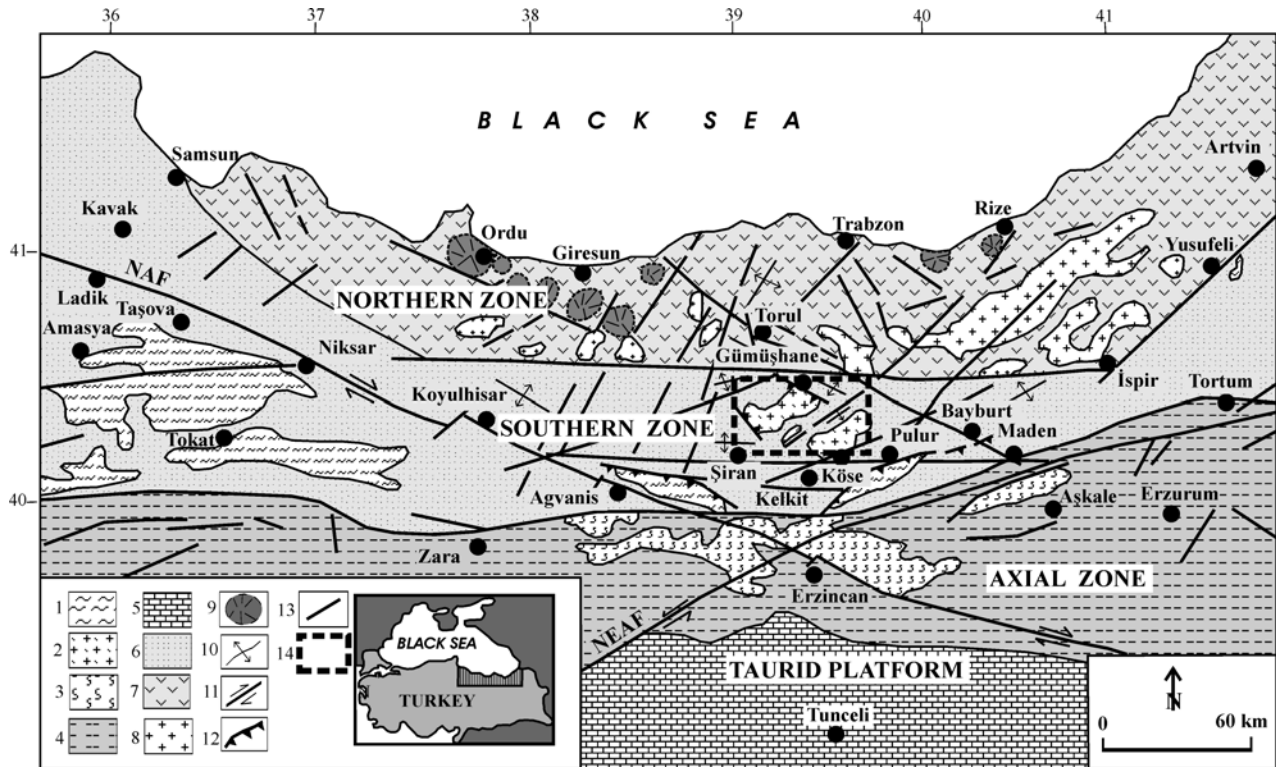 36 37 38 39 40 41
BLACK SEA
Artvin
Samsun
Kavak
Rize
Trabzon
Ordu
Giresun
Yusufeli
41
NAF
Ladik
NORTHERN ZONE
Taşova
Torul
Amasya
Niksar
Gümüşhane
İspir
Koyulhisar
Tortum
SOUTHERN ZONE
Bayburt
Tokat
Pulur
Maden
Şiran
Köse
Kelkit
Agvanis
40
Aşkale
Erzurum
Zara
AXIAL ZONE
Erzincan
NEAF
TAURID PLATFORM
Tunceli
1 5 9 13
2 6 10 14
3 7 11
4 8 12
BLACK SEA
TURKEY
N
0 60 km